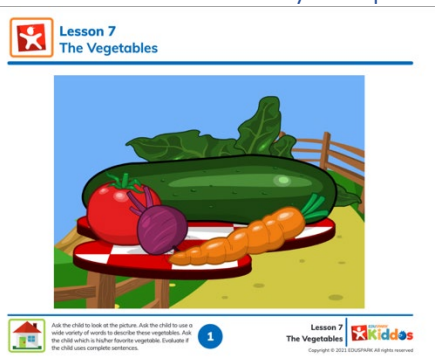 Lesson 7
The Vegetables
Ask the child to look at the picture. Ask the child to use a
wide variety of words to describe these vegetables. Ask
the child which is his/her favorite vegetable. Evaluate if
the child uses complete sentences.
1
Lesson 7
The Vegetables
Kiddos
Copyright © 2021 EDUSPARK All rights reserved